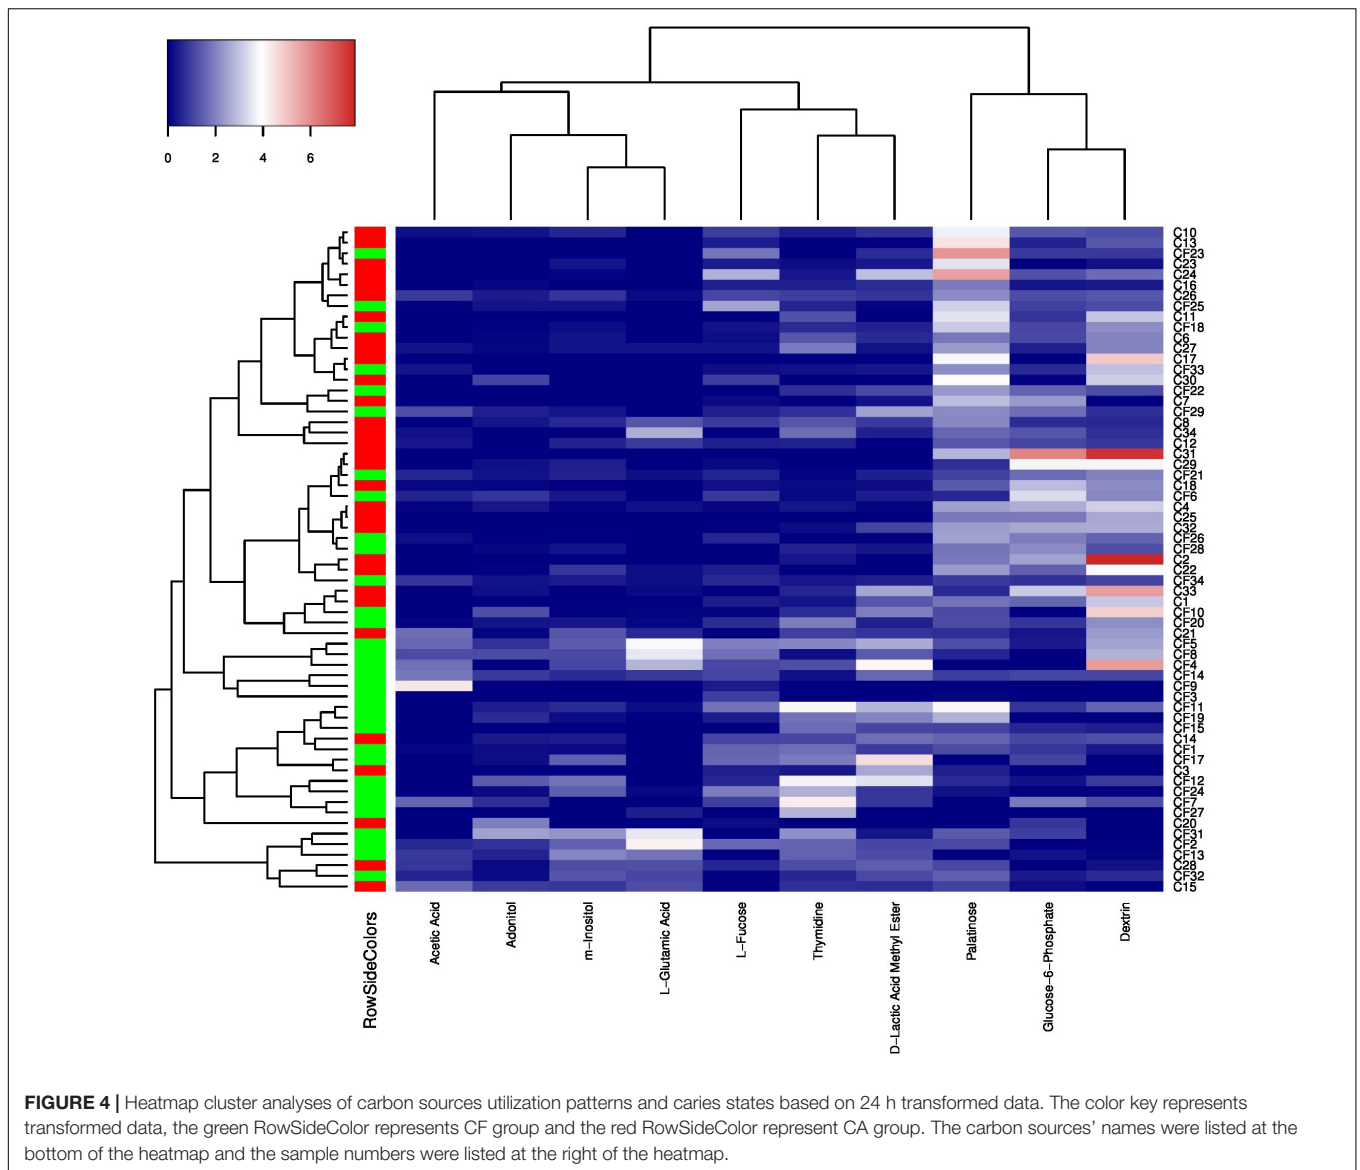 0 2 4 6
C10
C13
CF23
C23
C24
C16
C26
CF25
C11
CF18
C6
C27
C17
CF33
C30
CF22
C7
CF29
C8
C34
C12
C31
C29
CF21
C18
CF6
C4
C25
C32
CF26
CF28
C2
C22
CF34
C33
C1
CF10
CF20
C21
CF5
CF8
CF4
CF14
CF9
CF3
CF11
CF19
CF15
C14
CF1
CF17
C3
CF12
CF24
CF7
CF27
C20
CF31
CF2
CF13
C28
CF32
C15
RowSideColors
Acetic Acid
Adonitol
m−Inositol
L−Glutamic Acid
L−Fucose
Thymidine
D−Lactic Acid Methyl Ester
Palatinose
Glucose−6−Phosphate
Dextrin
FIGURE 4 | Heatmap cluster analyses of carbon sources utilization patterns and caries states based on 24 h transformed data. The color key represents
transformed data, the green RowSideColor represents CF group and the red RowSideColor represent CA group. The carbon sources' names were listed at the
bottom of the heatmap and the sample numbers were listed at the right of the heatmap.